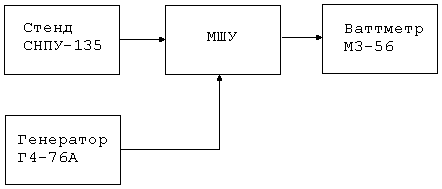 Стенд
СНПУ-135
МШУ
Ваттметр
М3-56
Генератор
Г4-76А